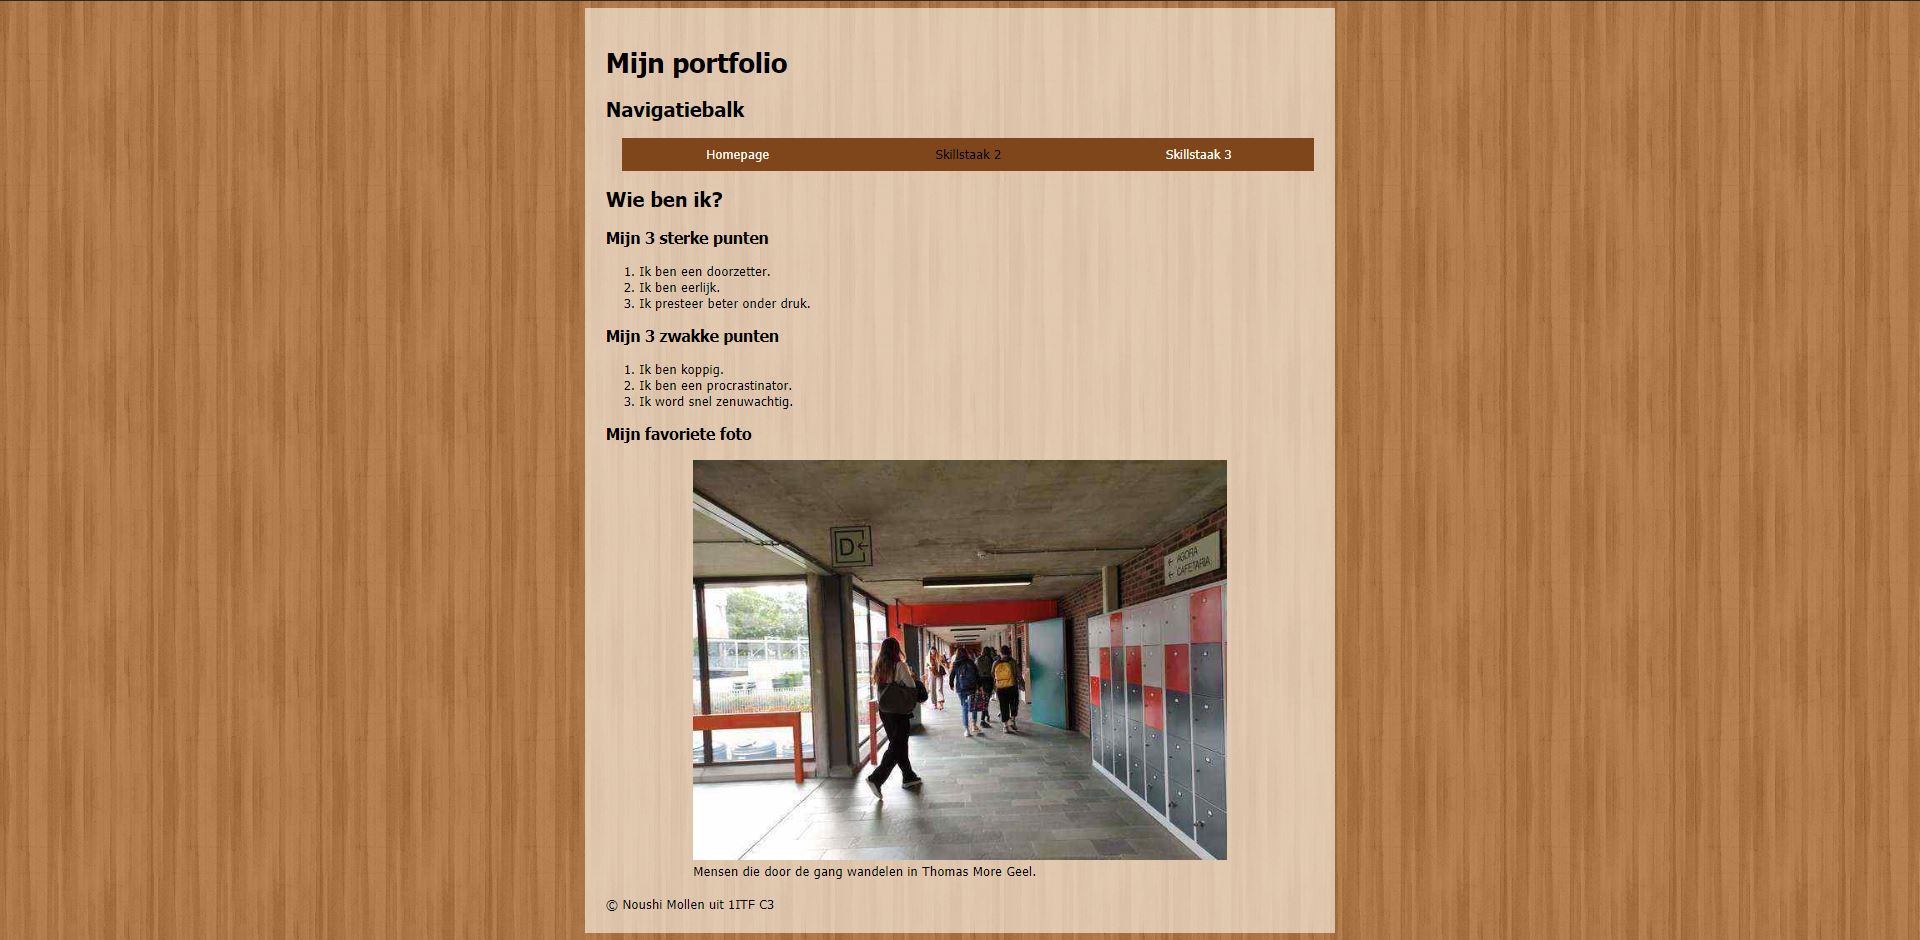 Mijn portfolio
Navigatiebalk
Homepage Skillstaak 2 Skillstaak 3
Wie ben ik?
Mijn 3 sterke punten
1. Ik ben een doorzetter.
2. Ik ben eerlijk.
3. Ik presteer beter onder druk.
Mijn 3 zwakke punten
1. Ik ben koppig.
2. Ik ben een procrastinator.
3. Ik word snel zenuwachtig.
Mijn favoriete foto
D ←
← AGORA
← CAFETARIA
Mensen die door de gang wandelen in Thomas More Geel.
© Noushi Mollen uit 1ITF C3